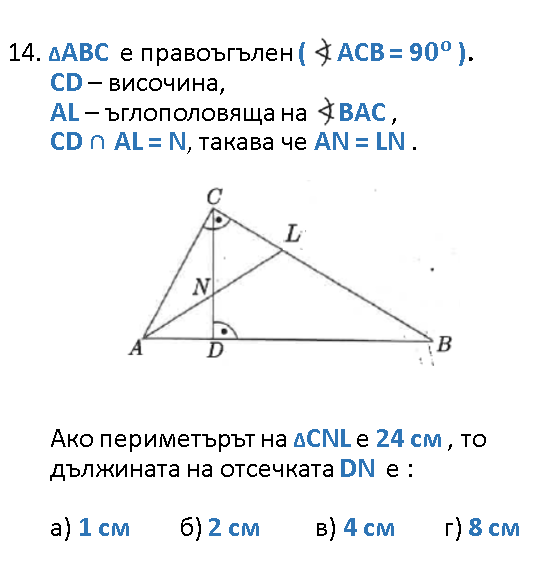 14. ΔABC е правоъгълен ( ∢ ACB = 90° ).
CD – височина,
AL – ъглополовяща на ∢ BAC ,
CD ∩ AL = N, такава че AN = LN .
C
L
N
A
D
B
Ако периметърът на ΔCNL е 24 см , то
дължината на отсечката DN е :
а) 1 см б) 2 см в) 4 см г) 8 см